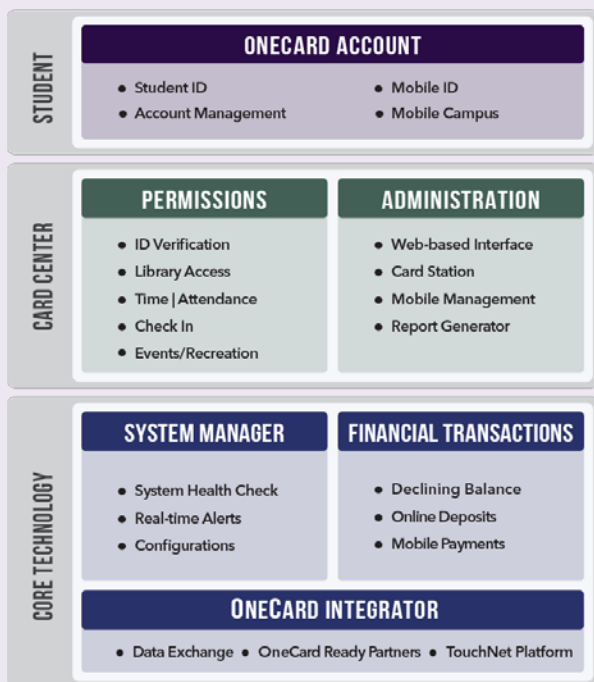 STUDENT
ONECARD ACCOUNT
• Student ID
• Account Management
• Mobile ID
• Mobile Campus
CARD CENTER
PERMISSIONS
• ID Verification
• Library Access
• Time | Attendance
• Check In
• Events/Recreation
ADMINISTRATION
• Web-based Interface
• Card Station
• Mobile Management
• Report Generator
CORE TECHNOLOGY
SYSTEM MANAGER
• System Health Check
• Real-time Alerts
• Configurations
FINANCIAL TRANSACTIONS
• Declining Balance
• Online Deposits
• Mobile Payments
ONECARD INTEGRATOR
• Data Exchange • OneCard Ready Partners • TouchNet Platform